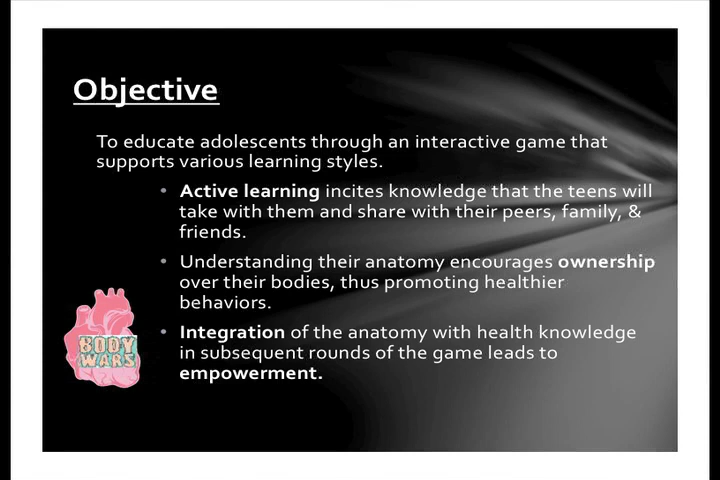 Objective
To educate adolescents through an interactive game that
supports various learning styles.
• Active learning incites knowledge that the teens will
take with them and share with their peers, family, &
friends.
• Understanding their anatomy encourages ownership
over their bodies, thus promoting healthier
behaviors.
• Integration of the anatomy with health knowledge
in subsequent rounds of the game leads to
empowerment.
BODY
WARS